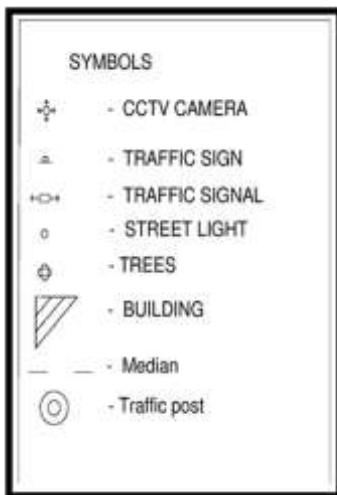 SYMBOLS
- CCTV CAMERA
- TRAFFIC SIGN
- TRAFFIC SIGNAL
- STREET LIGHT
- TREES
- BUILDING
- Median
- Traffic post